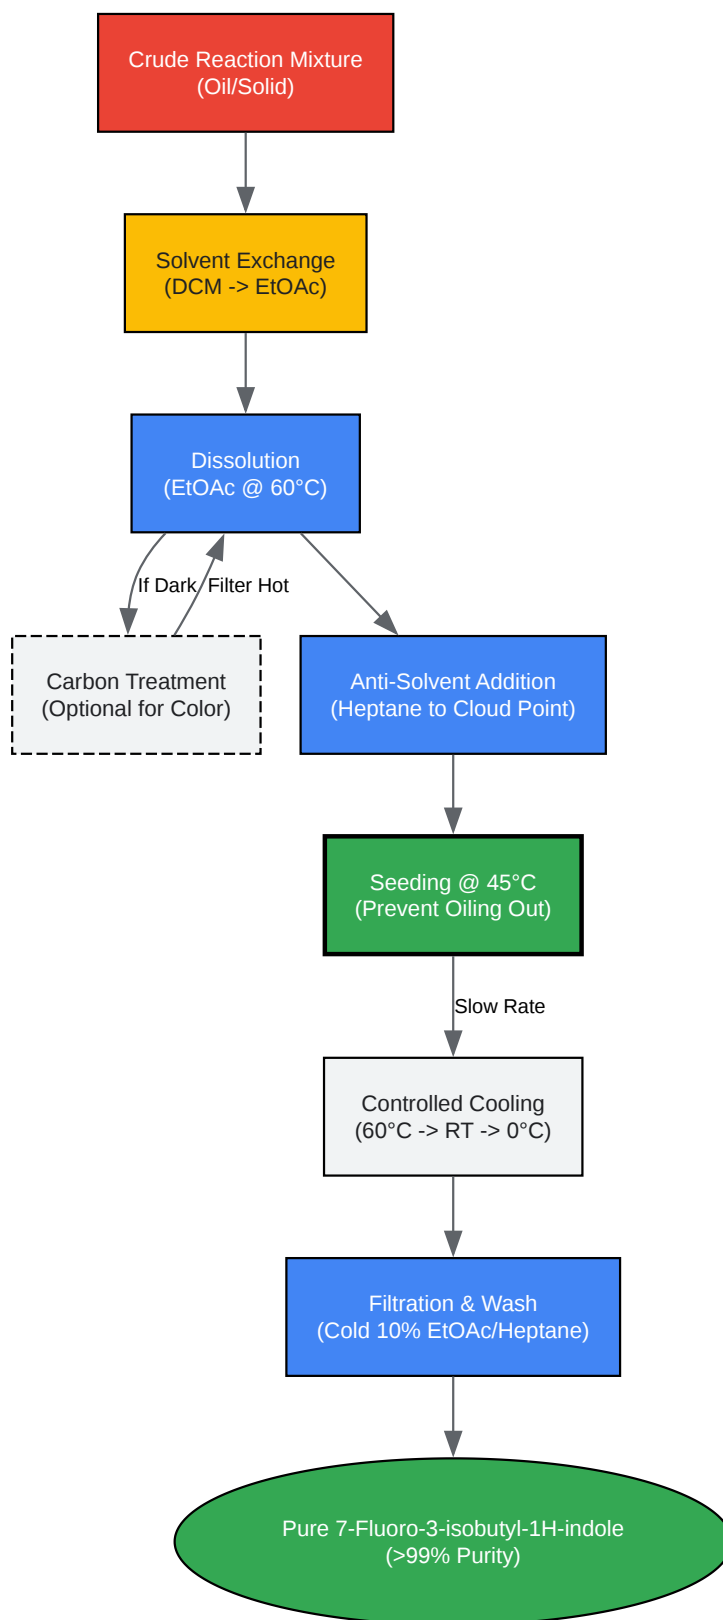 Crude Reaction Mixture
(Oil/Solid)
Solvent Exchange
(DCM -> EtOAc)
Dissolution
(EtOAc @ 60°C)
If Dark
Filter Hot
Carbon Treatment
(Optional for Color)
Anti-Solvent Addition
(Heptane to Cloud Point)
Seeding @ 45°C
(Prevent Oiling Out)
Slow Rate
Controlled Cooling
(60°C -> RT -> 0°C)
Filtration & Wash
(Cold 10% EtOAc/Heptane)
Pure 7-Fluoro-3-isobutyl-1H-indole
(>99% Purity)